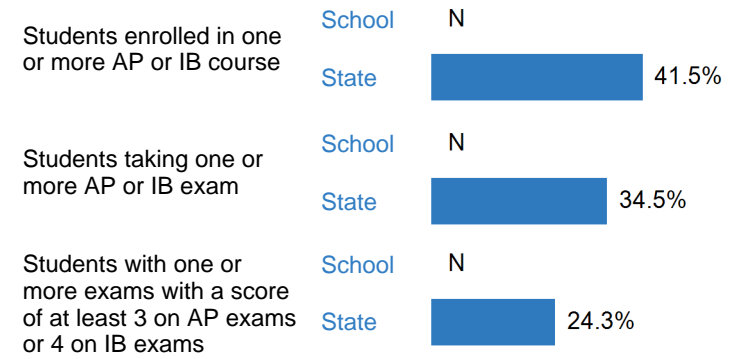 Students enrolled in one
or more AP or IB course
School N
State 41.5%
Students taking one or
more AP or IB exam
School N
State 34.5%
Students with one or
more exams with a score
of at least 3 on AP exams
or 4 on IB exams
School N
State 24.3%